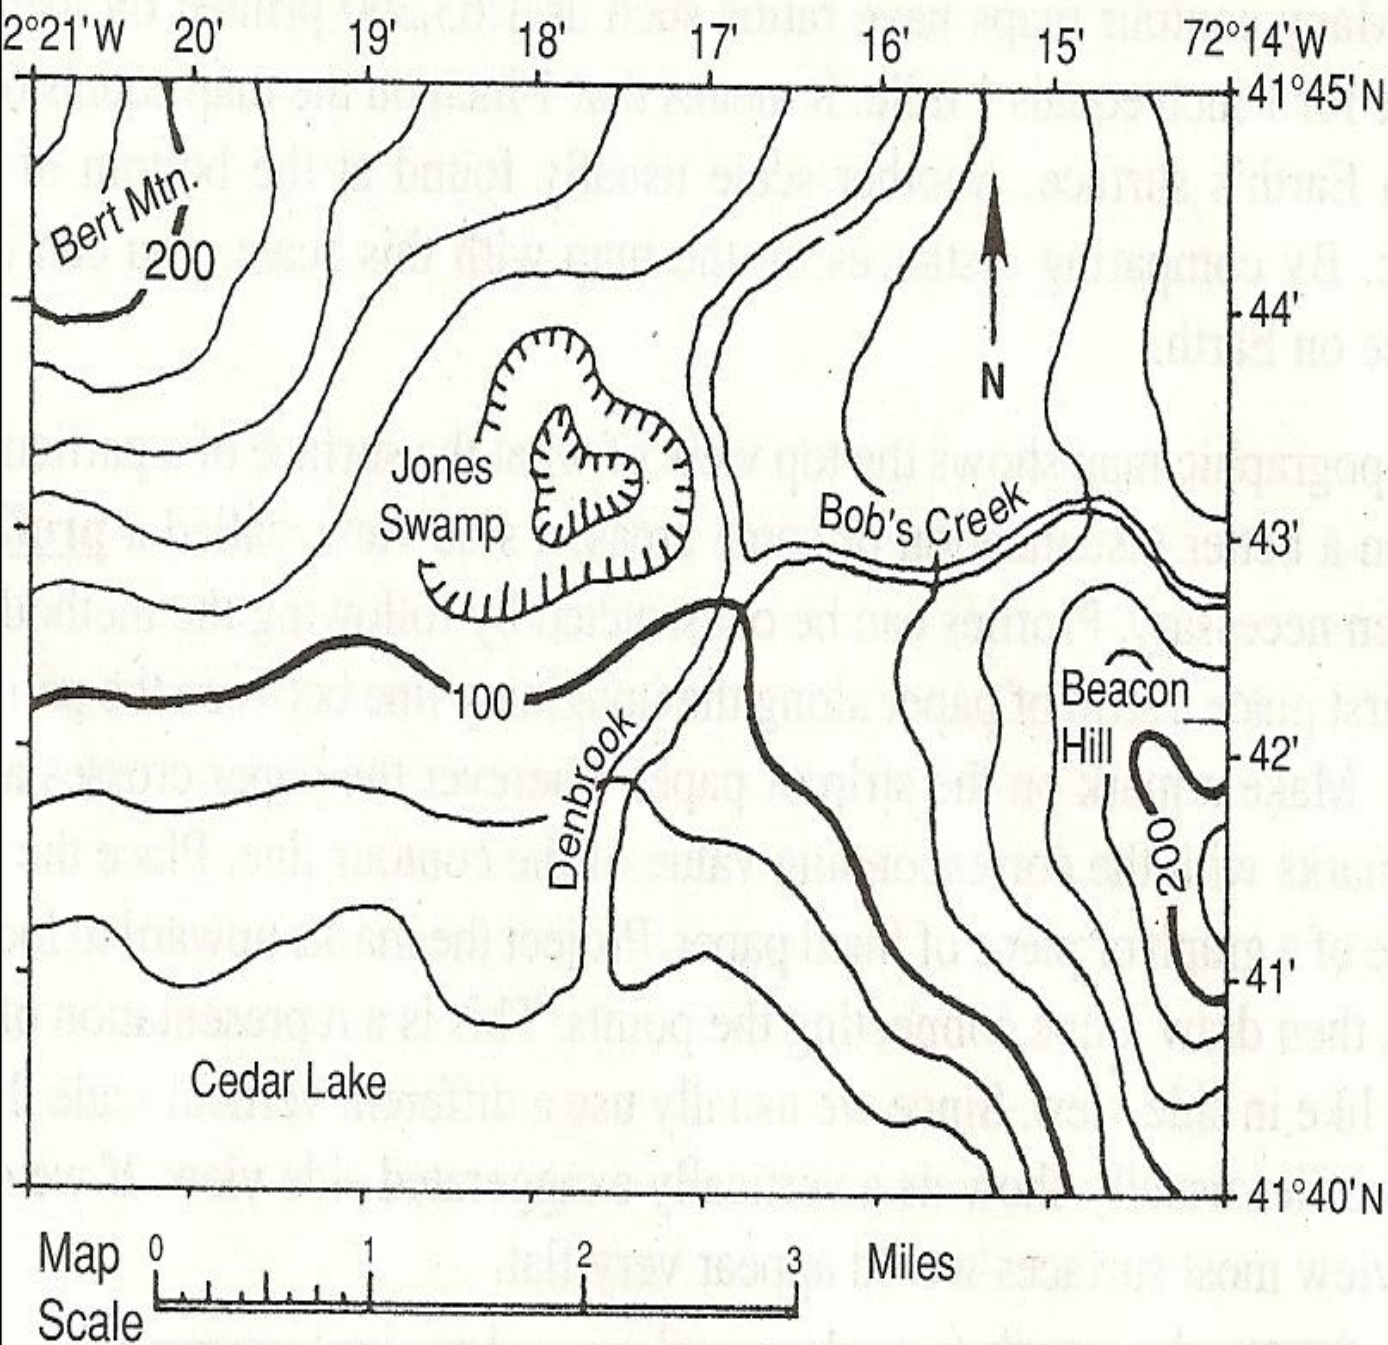 2°21'W 20' 19' 18' 17' 16' 15' 72°14'W
41°45'N
Bert Mtn.
200
44'
N
Jones
Swamp
Bob's Creek
43'
Beacon
Hill
100
42'
Denbrook
200
41'
Cedar Lake
41°40'N
Map 0 1 2 3 Miles
Scale